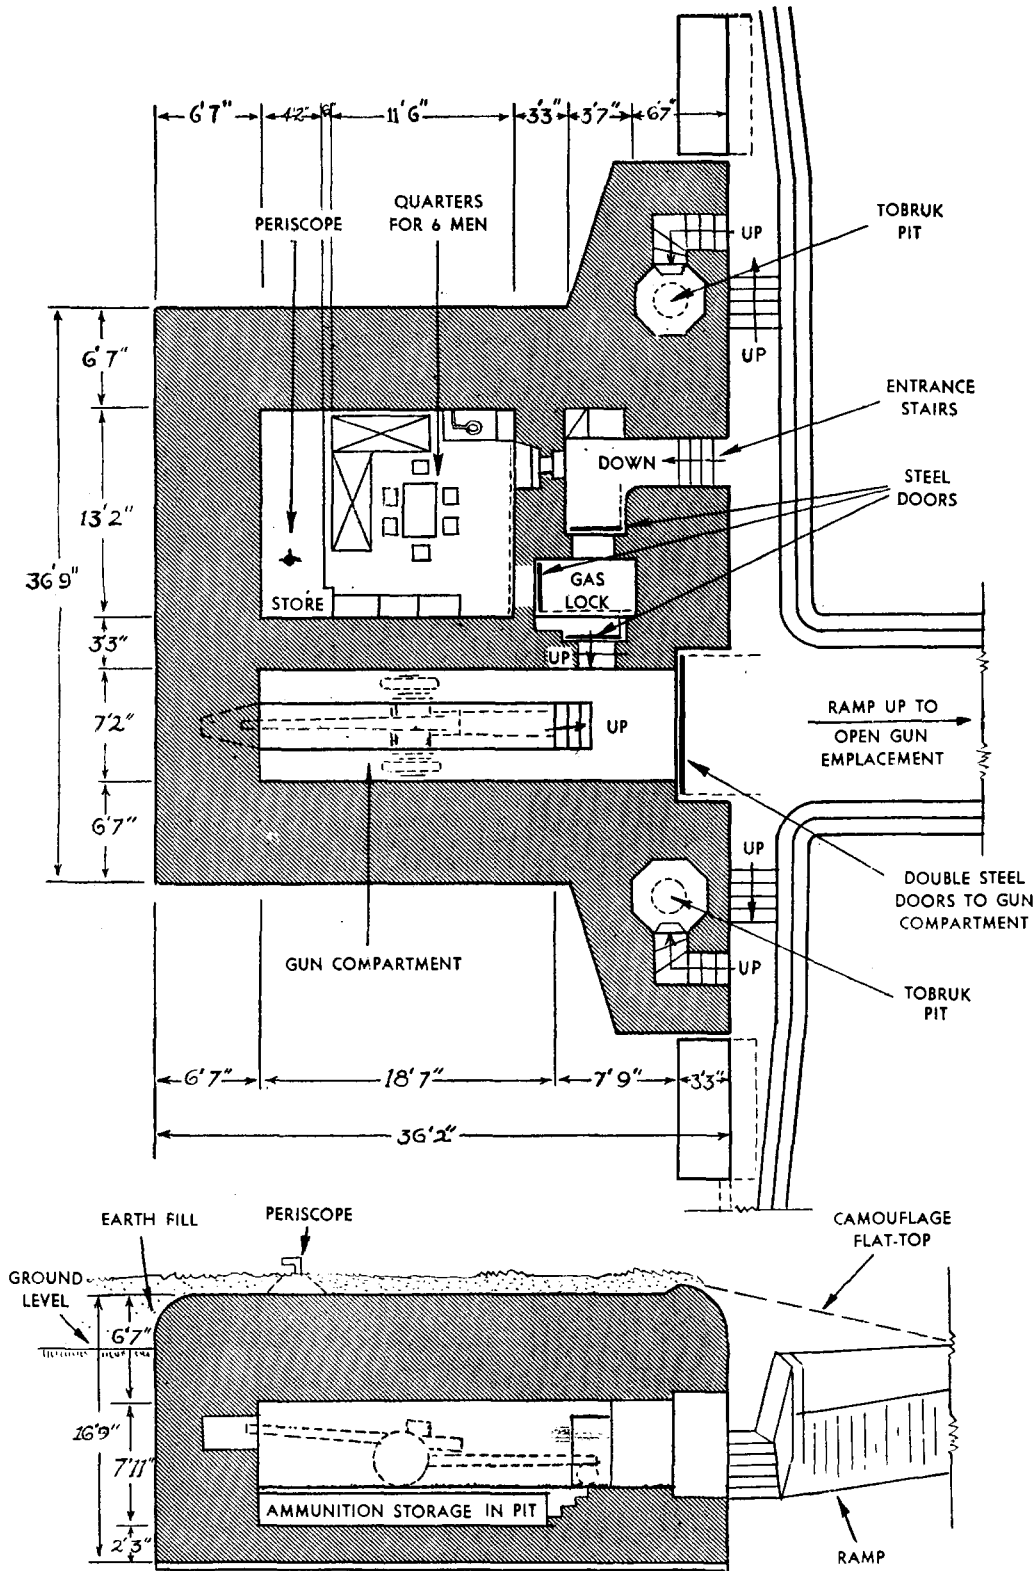 6'7"
4'2"
6"
11'6"
3'3"
3'7"
6'7"
PERISCOPE
QUARTERS
FOR 6 MEN
TOBRUK
PIT
UP
UP
6'7"
ENTRANCE
STAIRS
DOWN
STEEL
DOORS
13'2"
36'9"
GAS
LOCK
STORE
3'3"
UP
7'2"
UP
RAMP UP TO
OPEN GUN
EMPLACEMENT
6'7"
UP
DOUBLE STEEL
DOORS TO GUN
COMPARTMENT
GUN COMPARTMENT
UP
TOBRUK
PIT
6'7"
18'7"
7'9"
3'3"
36'2"
EARTH FILL
PERISCOPE
CAMOUFLAGE
FLAT-TOP
GROUND
LEVEL
6'7"
16'9"
7'11"
AMMUNITION STORAGE IN PIT
2'3"
RAMP